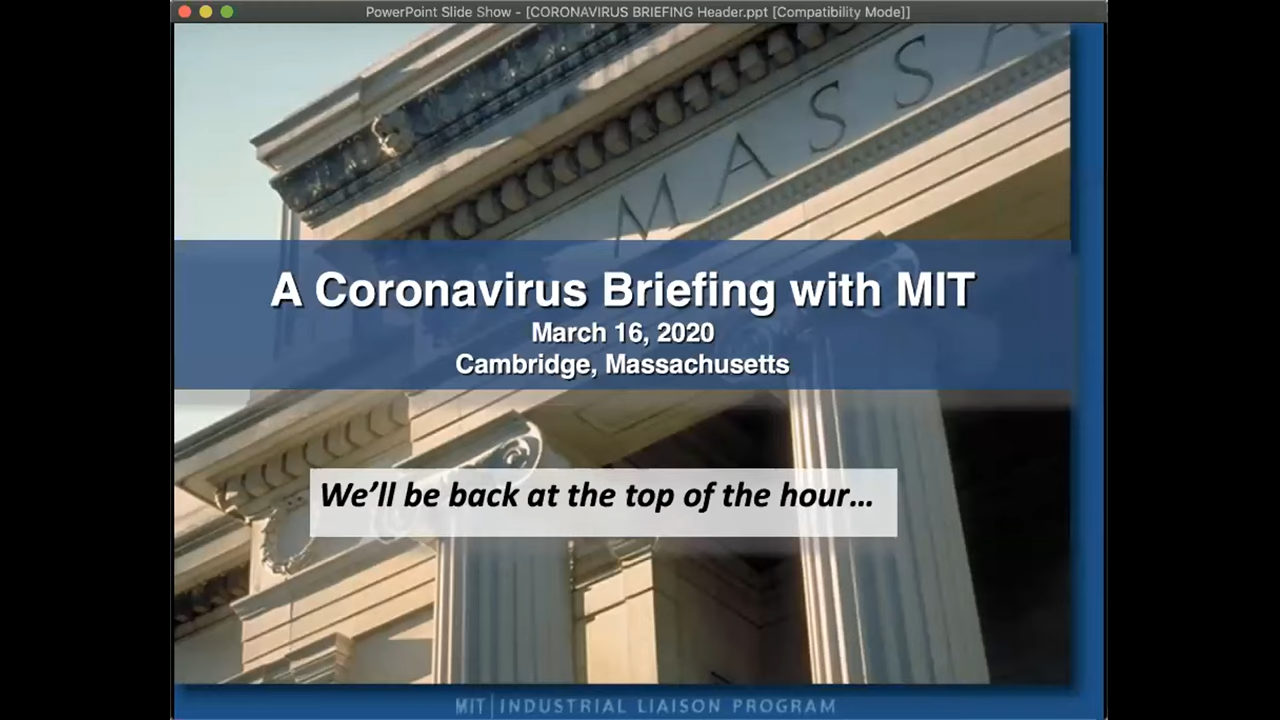 PowerPoint Slide Show - [CORONAVIRUS BRIEFING Header.ppt [Compatibility Mode]]
MASSA
A Coronavirus Briefing with MIT
March 16, 2020
Cambridge, Massachusetts
We'll be back at the top of the hour…
MIT | INDUSTRIAL LIAISON PROGRAM